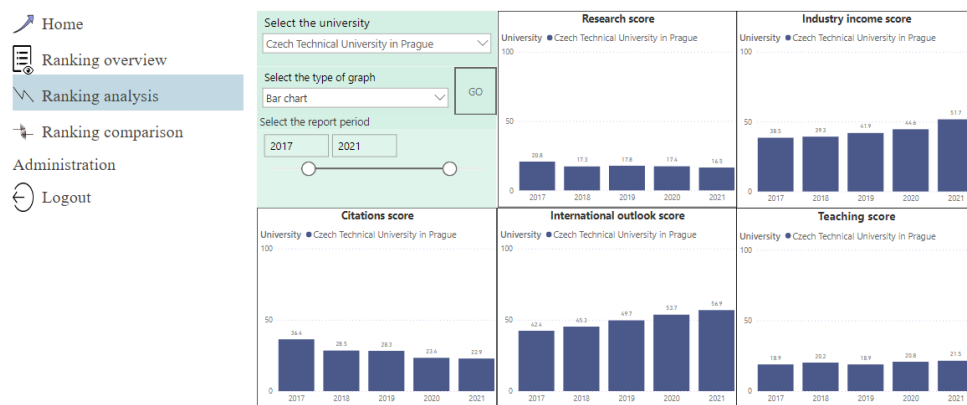 Home
Ranking overview
Ranking analysis
Ranking comparison
Administration
Logout
Select the university
Czech Technical University in Prague
Select the type of graph
Bar chart
GO
Select the report period
2017 2021
Research score
University Czech Technical University in Prague
100
50
0
20.8 17.3 17.8 17.4 16.5
2017 2018 2019 2020 2021
Industry income score
University Czech Technical University in Prague
100
50
0
38.5 39.3 41.9 44.6 51.7
2017 2018 2019 2020 2021
Citations score
University Czech Technical University in Prague
100
50
0
36.4 28.5 28.3 23.4 22.9
2017 2018 2019 2020 2021
International outlook score
University Czech Technical University in Prague
100
50
0
42.4 45.3 49.7 53.7 56.9
2017 2018 2019 2020 2021
Teaching score
University Czech Technical University in Prague
100
50
0
18.9 20.2 18.9 20.8 21.5
2017 2018 2019 2020 2021